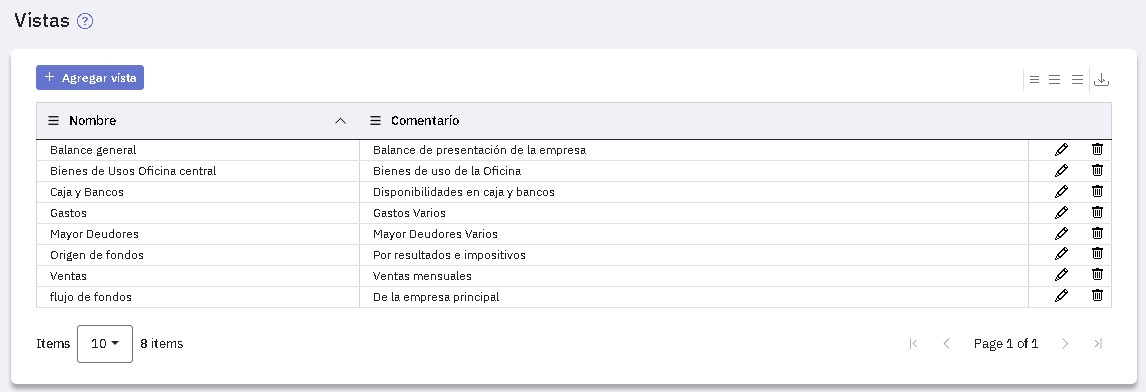 Vistas ?
+ Agregar vista
Nombre Comentario
Balance general Balance de presentación de la empresa
Bienes de Usos Oficina central Bienes de uso de la Oficina
Caja y Bancos Disponibilidades en caja y bancos
Gastos Gastos Varios
Mayor Deudores Mayor Deudores Varios
Origen de fondos Por resultados e impositivos
Ventas Ventas mensuales
flujo de fondos De la empresa principal
Items 10 8 items Page 1 of 1